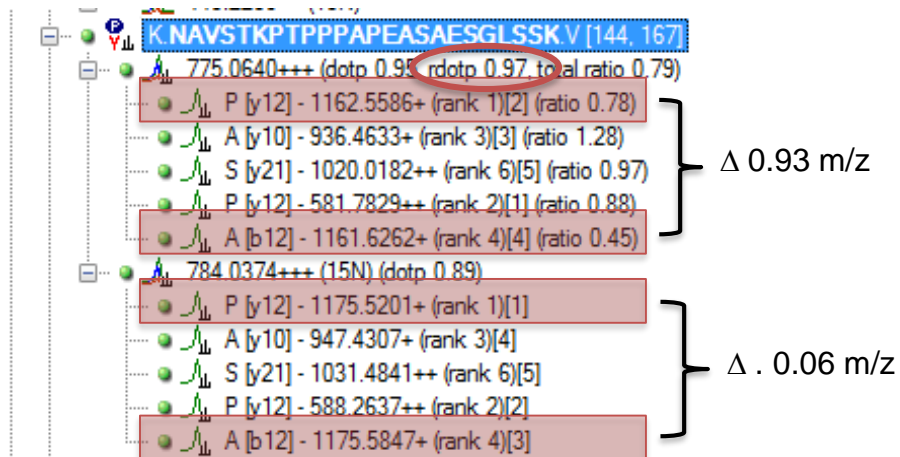 K.NAVSTKPTPPPAPEASAESGLSSK.V [144, 167]
775.0640+++ (dotp 0.95, rdotp 0.97, total ratio 0.79)
P [y12] - 1162.5586+ (rank 1)[2] (ratio 0.78)
A [y10] - 936.4633+ (rank 3)[3] (ratio 1.28)
Δ 0.93 m/z
S [y21] - 1020.0182++ (rank 6)[5] (ratio 0.97)
P [y12] - 581.7829++ (rank 2)[1] (ratio 0.88)
A [b12] - 1161.6262+ (rank 4)[4] (ratio 0.45)
784.0374+++ (15N) (dotp 0.89)
P [y12] - 1175.5201+ (rank 1)[1]
A [y10] - 947.4307+ (rank 3)[4]
Δ . 0.06 m/z
S [y21] - 1031.4841++ (rank 6)[5]
P [y12] - 588.2637++ (rank 2)[2]
A [b12] - 1175.5847+ (rank 4)[3]